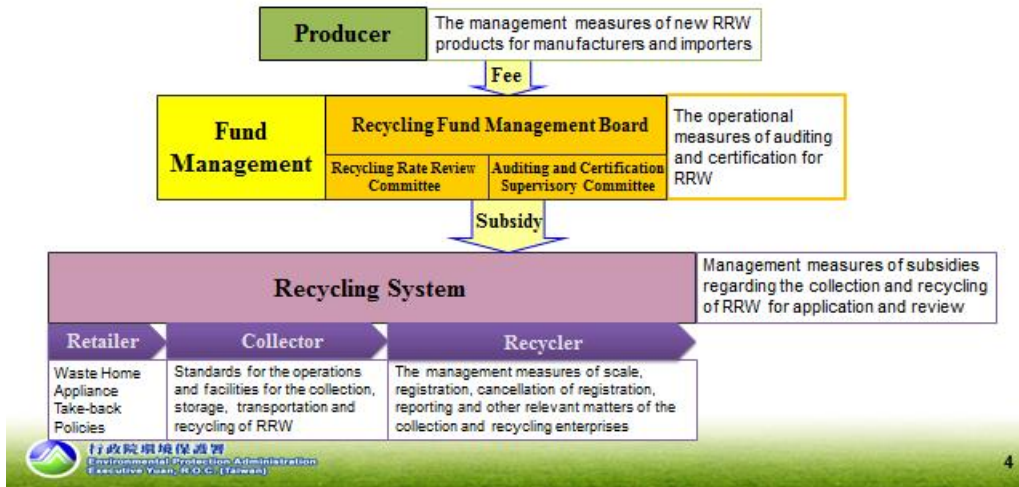 Producer
The management measures of new RRW
products for manufacturers and importers
Fee
Fund
Management
Recycling Fund Management Board
Recycling Rate Review
Committee
Auditing and Certification
Supervisory Committee
The operational
measures of auditing
and certification for
RRW
Subsidy
Recycling System
Management measures of subsidies
regarding the collection and recycling
of RRW for application and review
Retailer
Collector
Recycler
Waste Home
Appliance
Take-back
Policies
Standards for the operations
and facilities for the collection,
storage, transportation and
recycling of RRW
The management measures of scale,
registration, cancellation of registration,
reporting and other relevant matters of the
collection and recycling enterprises
行政院環境保護署
Environmental Protection Administration
Executive Yuan, R.O.C. (Taiwan)
4